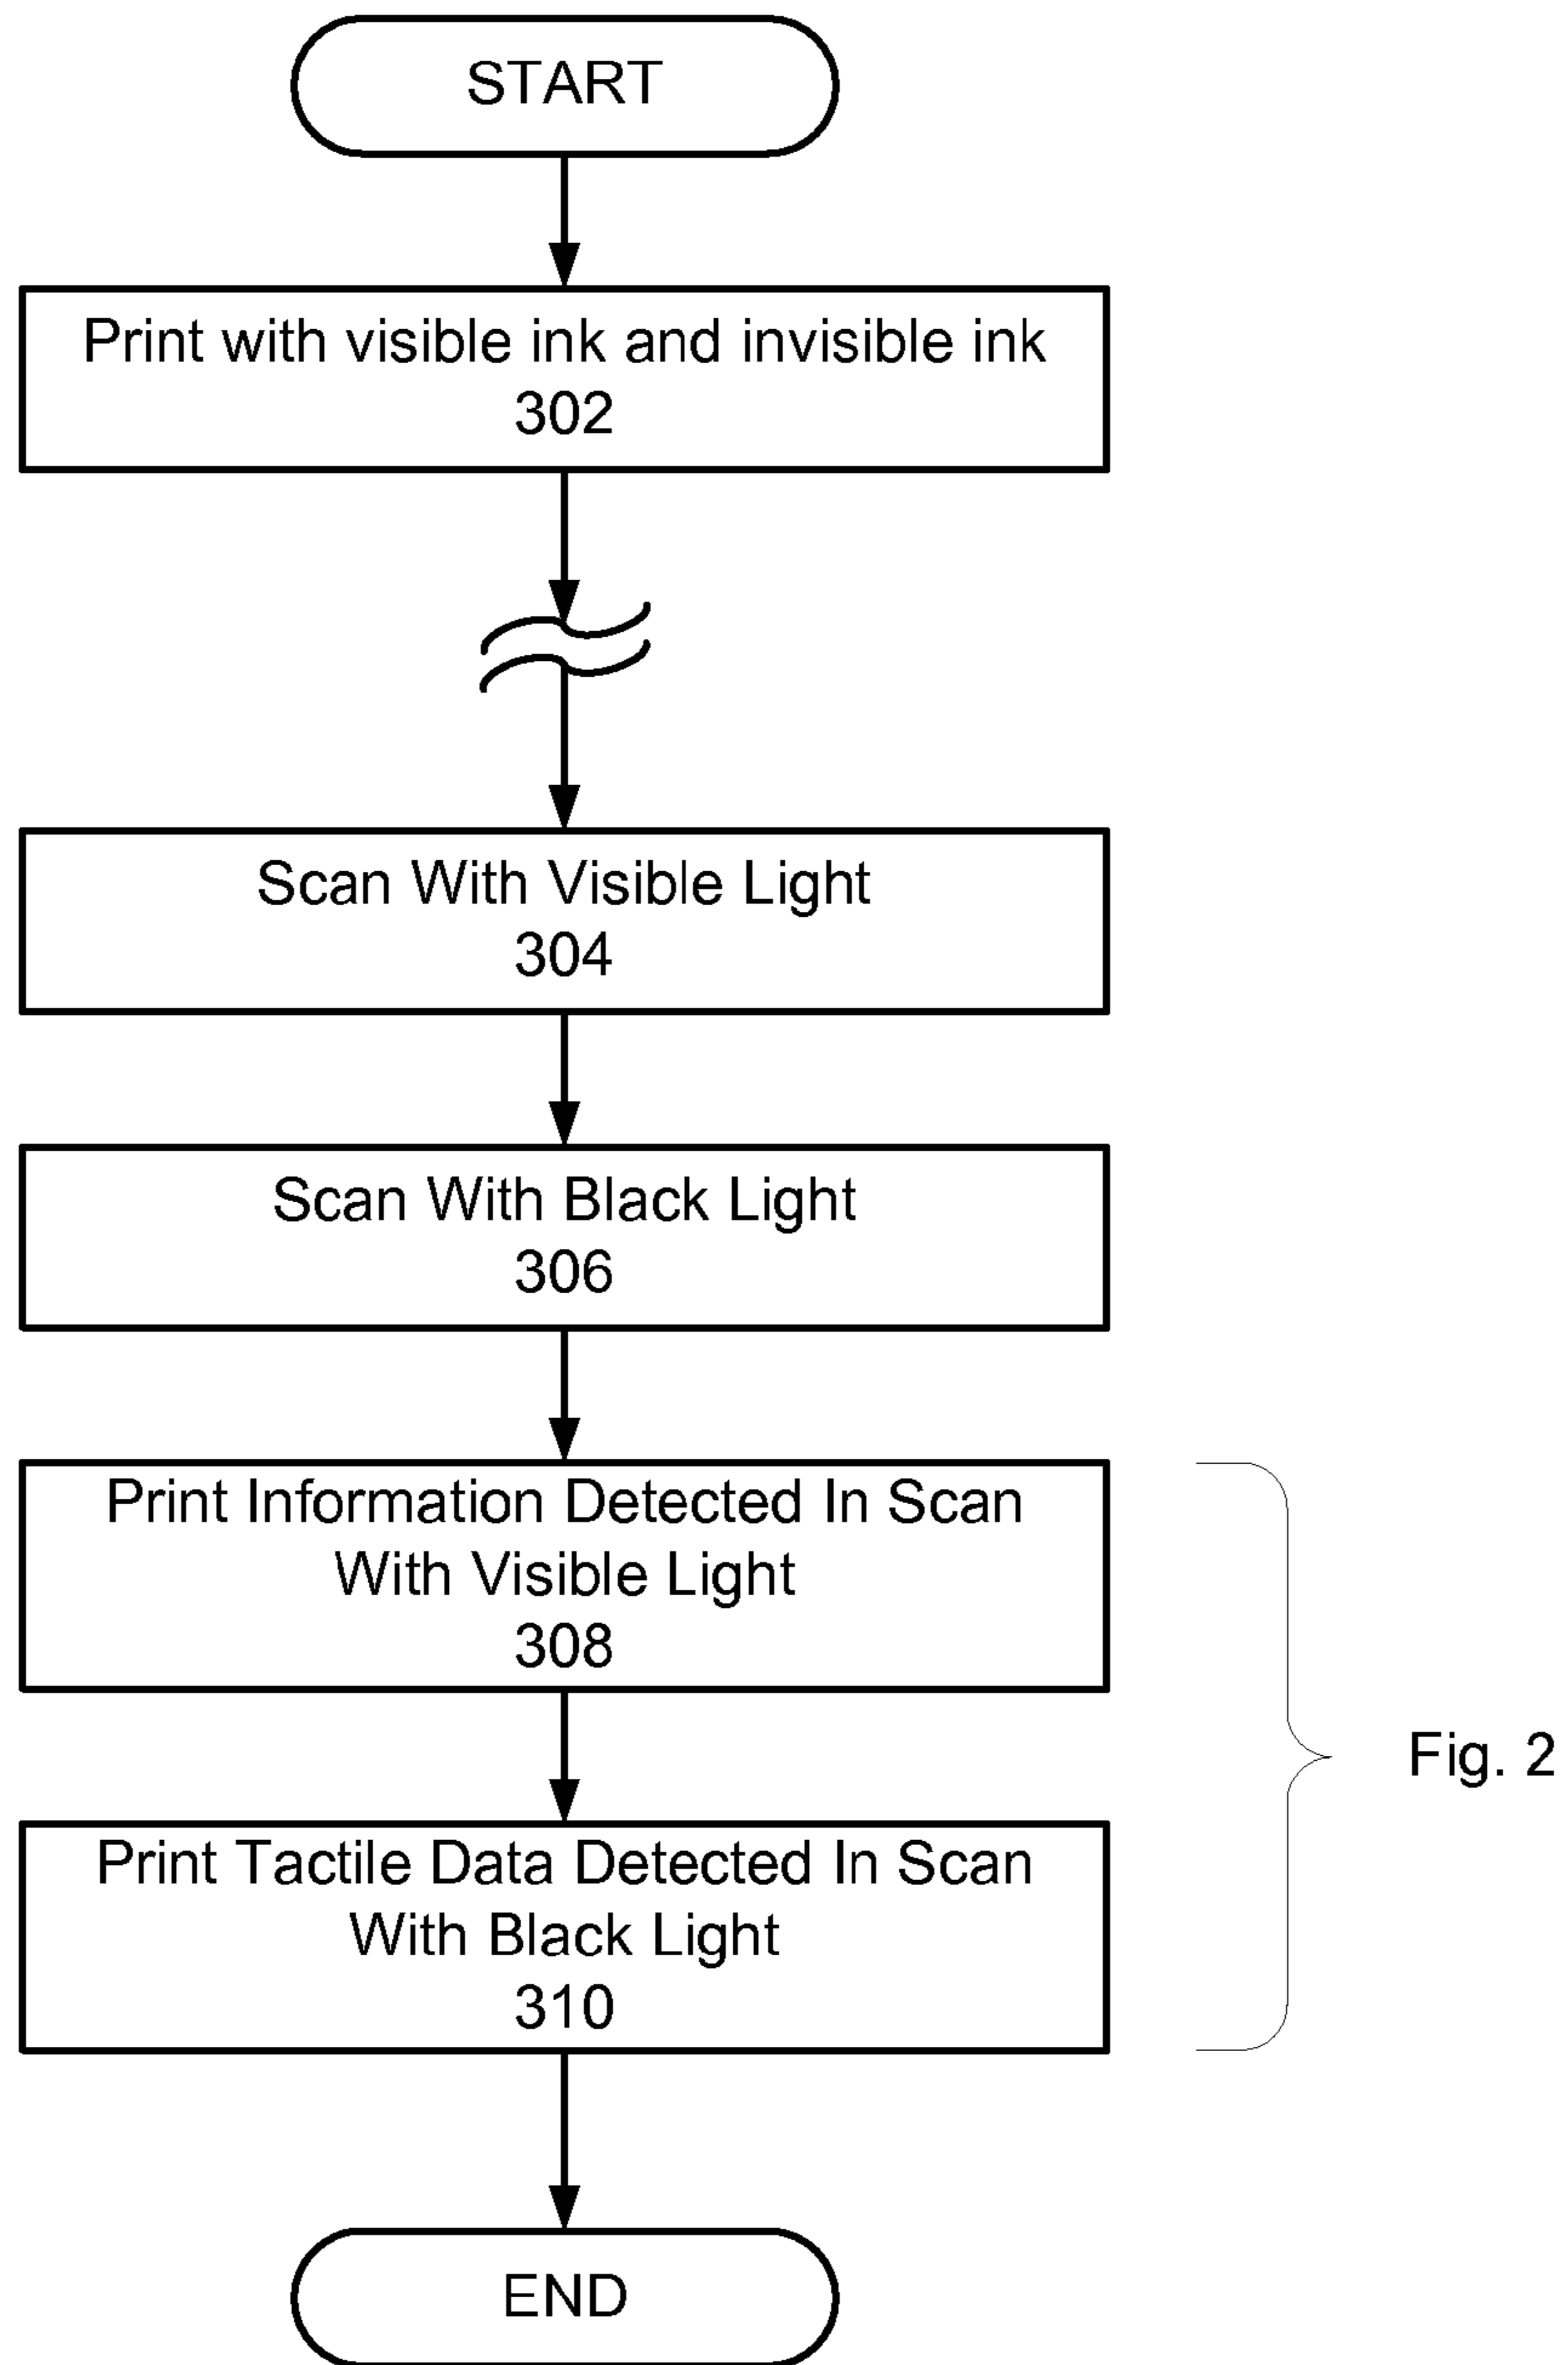 START
Print with visible ink and invisible ink
302
Scan With Visible Light
304
Scan With Black Light
306
Print Information Detected In Scan
With Visible Light
308
Fig. 2
Print Tactile Data Detected In Scan
With Black Light
310
END